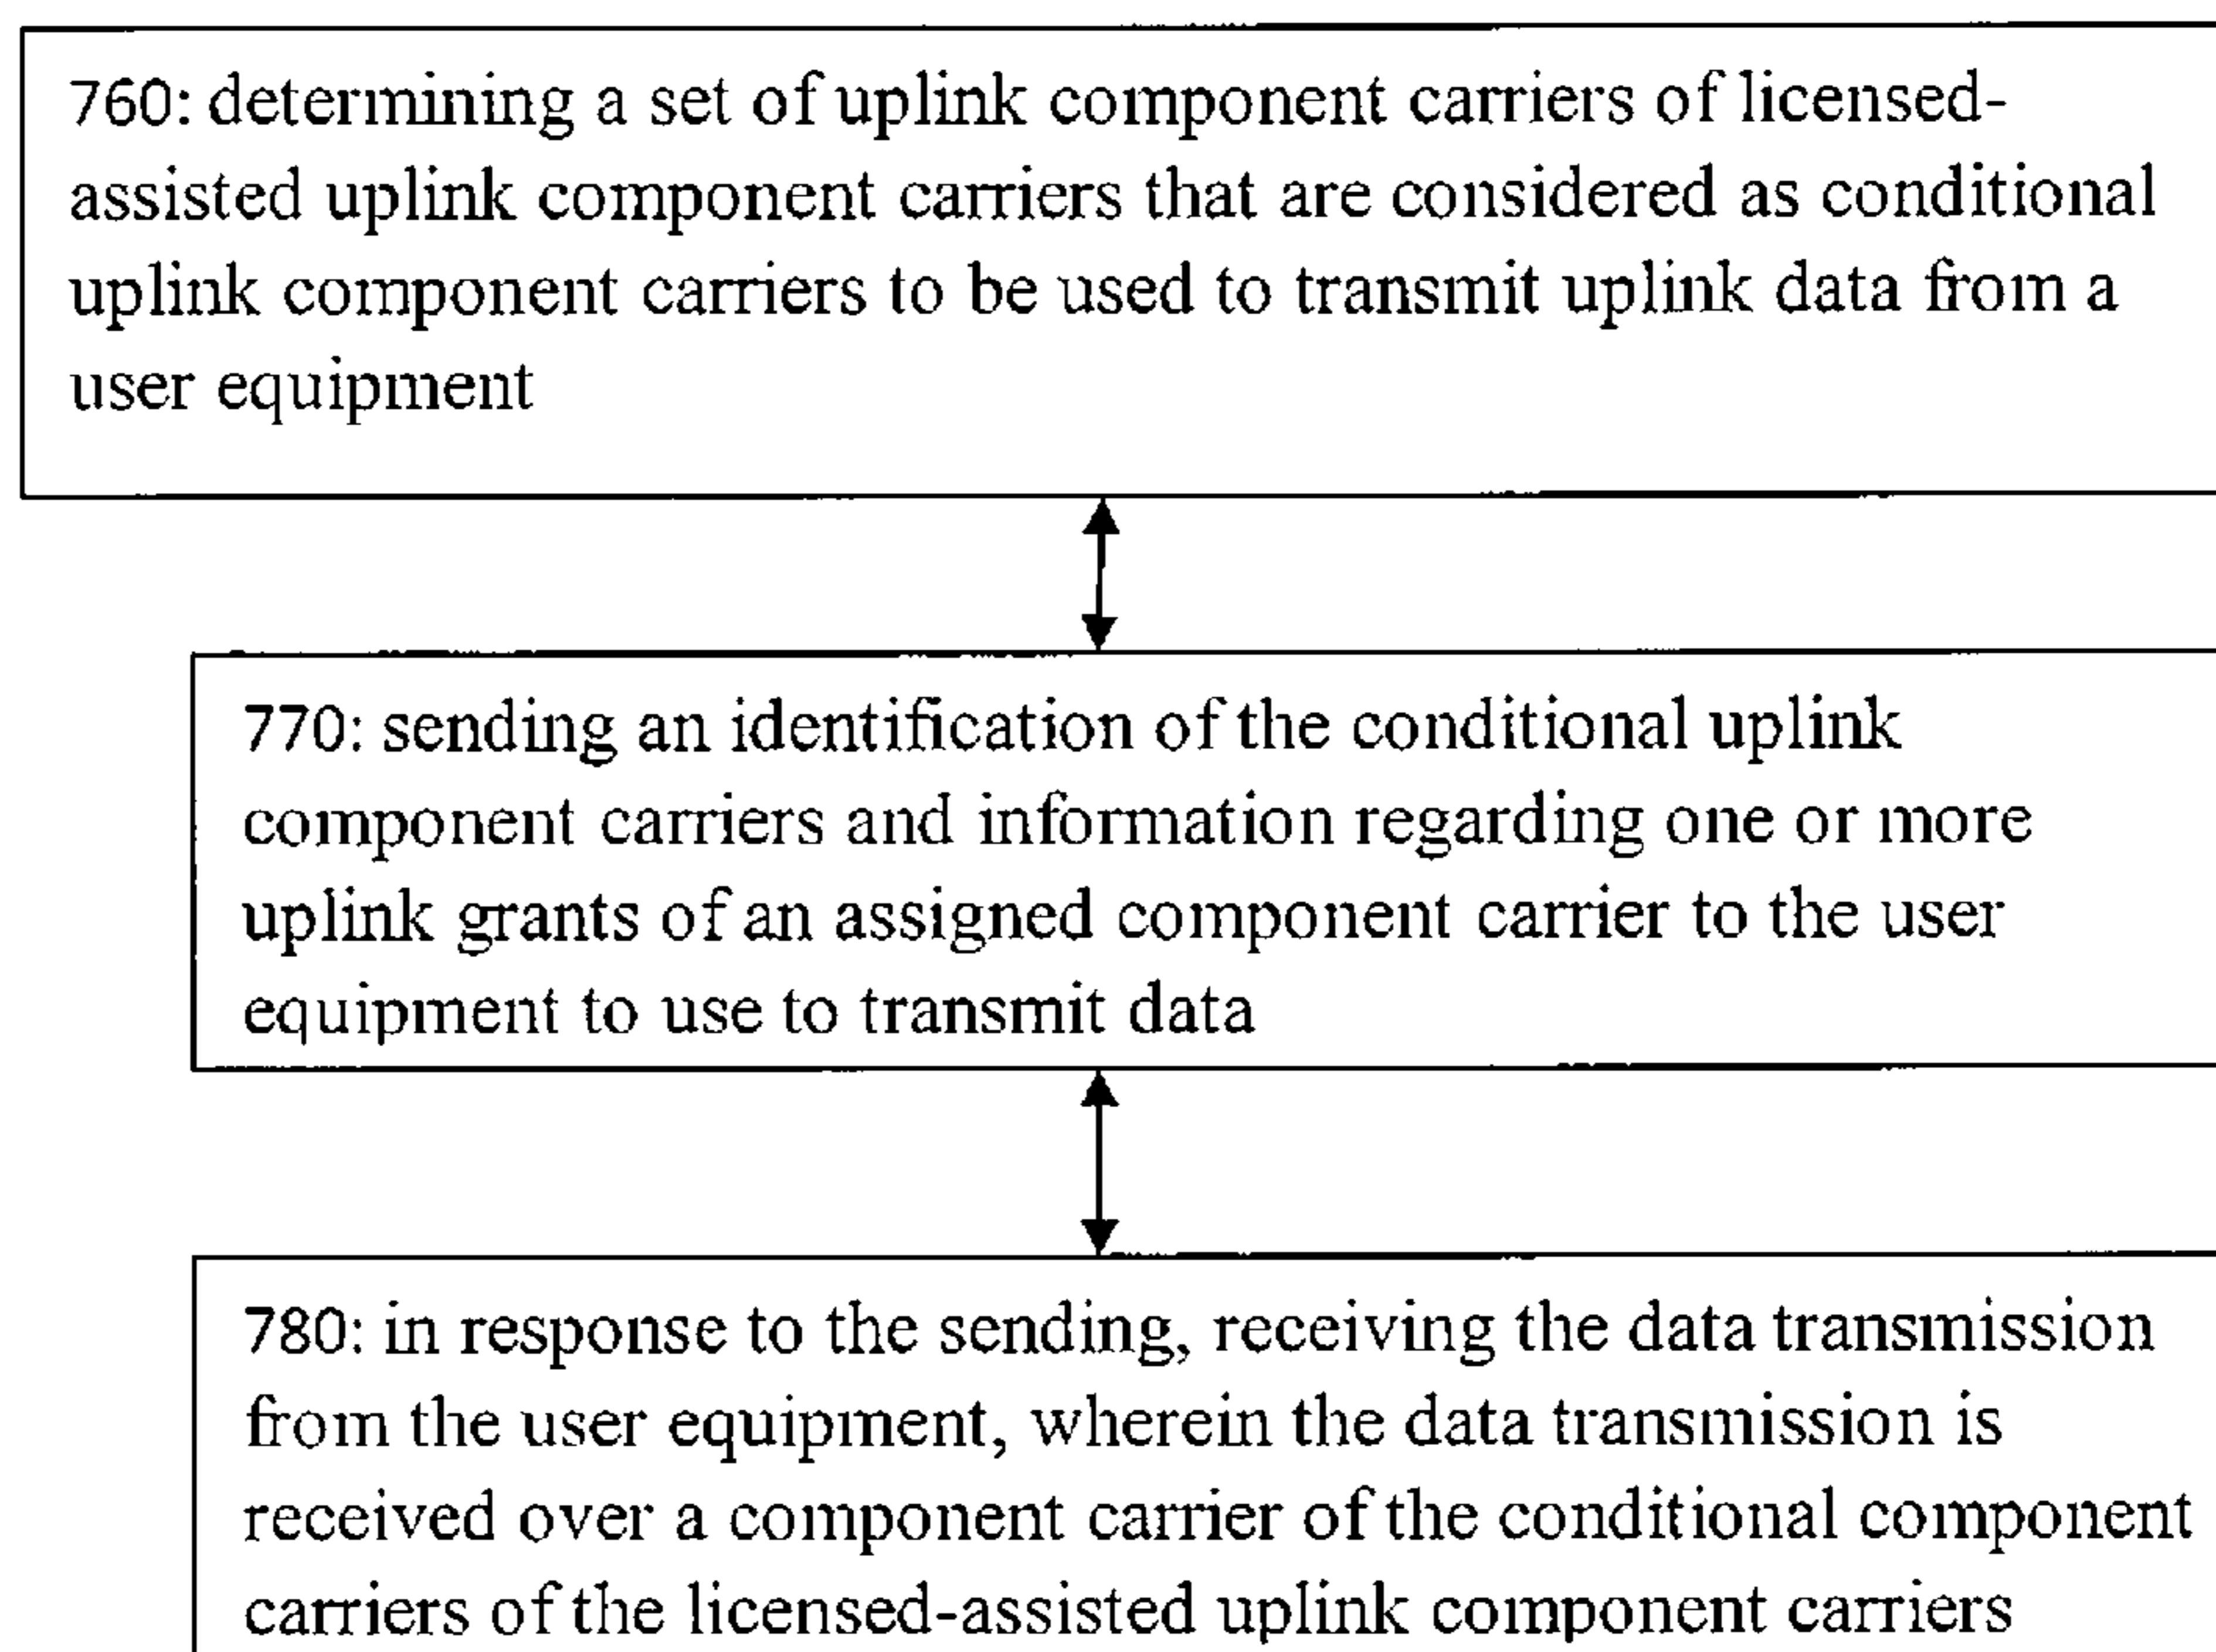 760: determining a set of uplink component carriers of licensed-
assisted uplink component carriers that are considered as conditional
uplink component carriers to be used to transmit uplink data from a
user equipment
770: sending an identification of the conditional uplink
component carriers and information regarding one or more
uplink grants of an assigned component carrier to the user
equipment to use to transmit data
780: in response to the sending, receiving the data transmission
from the user equipment, wherein the data transmission is
received over a component carrier of the conditional component
carriers of the licensed-assisted uplink component carriers